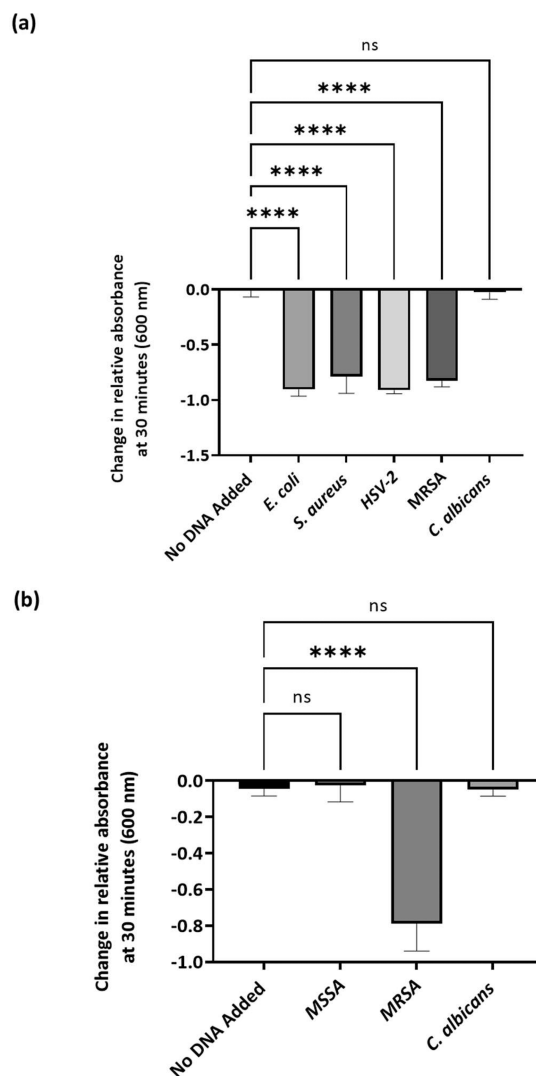 (a)
ns
****
****
****
****
Change in relative absorbance
at 30 minutes (600 nm)
0.0
-0.5
-1.0
-1.5
No DNA Added
E. coli
S. aureus
HSV-2
MRSA
C. albicans
(b)
ns
****
ns
Change in relative absorbance
at 30 minutes (600 nm)
0.0
-0.2
-0.4
-0.6
-0.8
-1.0
No DNA Added
MSSA
MRSA
C. albicans